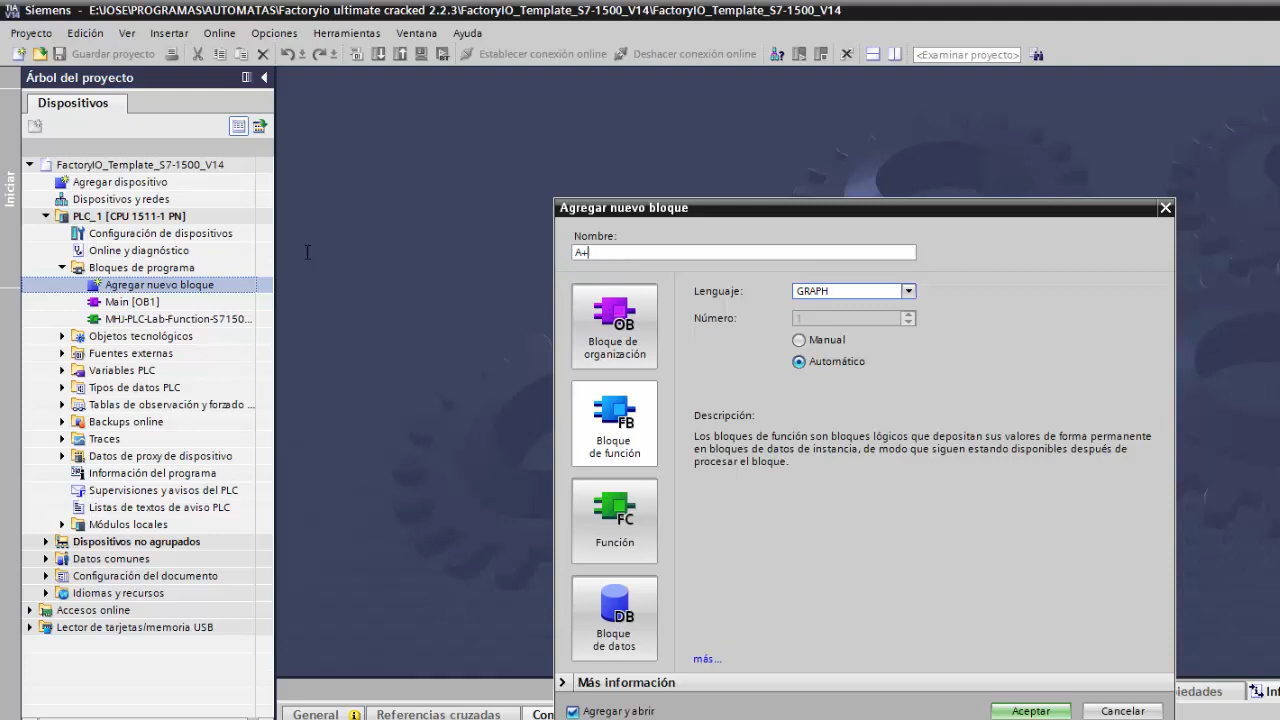 TIA V14 Siemens - E:\JOSE\PROGRAMAS\AUTOMATAS\Factoryio ultimate cracked 2.2.3\FactoryIO_Template_S7-1500_V14\FactoryIO_Template_S7-1500_V14
Proyecto Edición Ver Insertar Online Opciones Herramientas Ventana Ayuda
Guardar proyecto Establecer conexión online Deshacer conexión online <Examinar proyecto>
Árbol del proyecto
Dispositivos
Iniciar
FactoryIO_Template_S7-1500_V14
Agregar dispositivo
Dispositivos y redes
PLC_1 [CPU 1511-1 PN]
Configuración de dispositivos
Online y diagnóstico
Bloques de programa
Agregar nuevo bloque
Main [OB1]
MHJ-PLC-Lab-Function-S7150...
Objetos tecnológicos
Fuentes externas
Variables PLC
Tipos de datos PLC
Tablas de observación y forzado ...
Backups online
Traces
Datos de proxy de dispositivo
Información del programa
Supervisiones y avisos del PLC
Listas de textos de aviso PLC
Módulos locales
Dispositivos no agrupados
Datos comunes
Configuración del documento
Idiomas y recursos
Accesos online
Lector de tarjetas/memoria USB
Agregar nuevo bloque
Nombre:
A+
OB
Bloque de
organización
FB
Bloque
de función
FC
Función
DB
Bloque
de datos
Lenguaje: GRAPH
Número: 1
Manual
Automático
Descripción:
Los bloques de función son bloques lógicos que depositan sus valores de forma permanente
en bloques de datos de instancia, de modo que siguen estando disponibles después de
procesar el bloque.
más...
Más información
Agregar y abrir
Aceptar Cancelar
General Referencias cruzadas